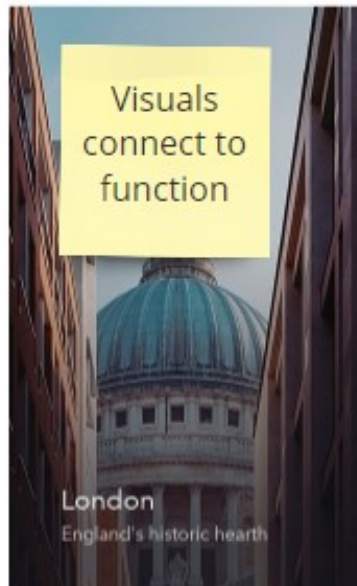 Visuals
connect to
function
London
England's historic hearth